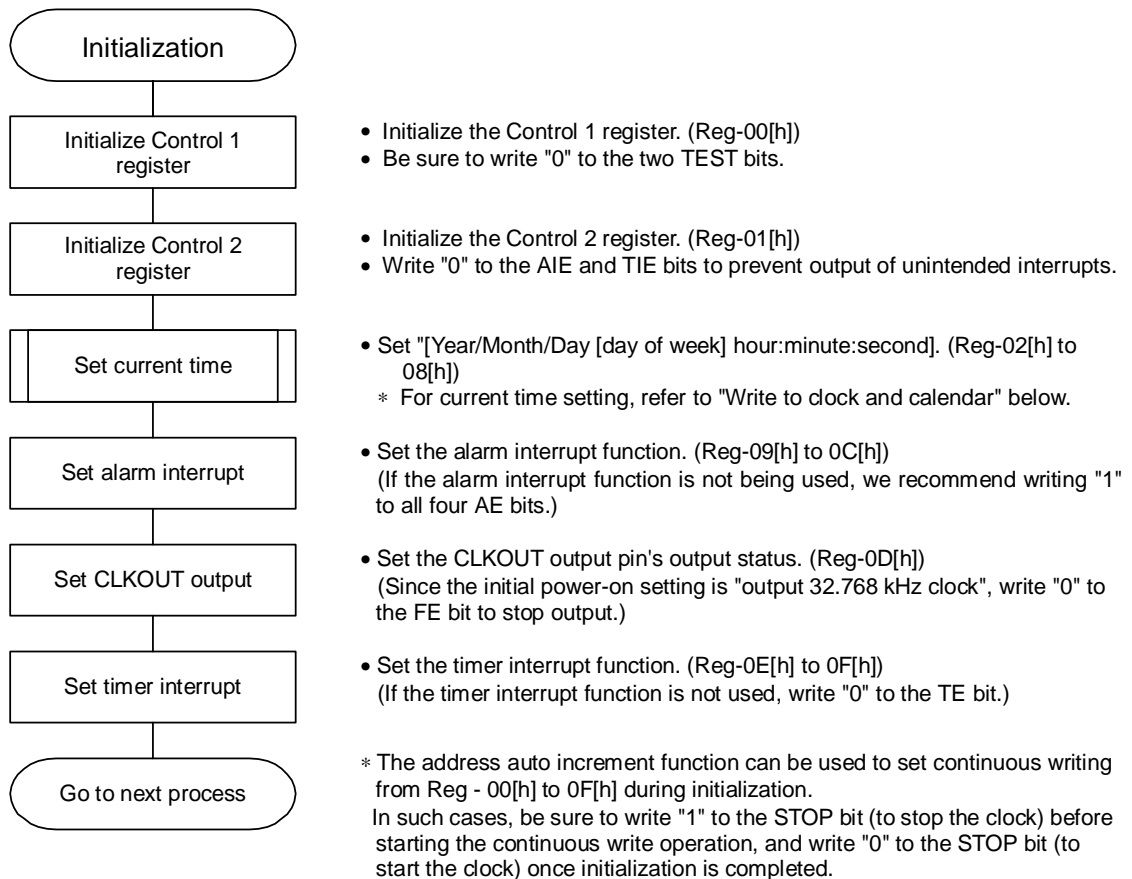 Initialization
Initialize Control 1
register
• Initialize the Control 1 register. (Reg-00[h])
• Be sure to write "0" to the two TEST bits.
Initialize Control 2
register
• Initialize the Control 2 register. (Reg-01[h])
• Write "0" to the AIE and TIE bits to prevent output of unintended interrupts.
Set current time
• Set "[Year/Month/Day [day of week] hour:minute:second]. (Reg-02[h] to
08[h])
* For current time setting, refer to "Write to clock and calendar" below.
Set alarm interrupt
• Set the alarm interrupt function. (Reg-09[h] to 0C[h])
(If the alarm interrupt function is not being used, we recommend writing "1"
to all four AE bits.)
Set CLKOUT output
• Set the CLKOUT output pin's output status. (Reg-0D[h])
(Since the initial power-on setting is "output 32.768 kHz clock", write "0" to
the FE bit to stop output.)
Set timer interrupt
• Set the timer interrupt function. (Reg-0E[h] to 0F[h])
(If the timer interrupt function is not used, write "0" to the TE bit.)
Go to next process
* The address auto increment function can be used to set continuous writing
from Reg - 00[h] to 0F[h] during initialization.
In such cases, be sure to write "1" to the STOP bit (to stop the clock) before
starting the continuous write operation, and write "0" to the STOP bit (to
start the clock) once initialization is completed.